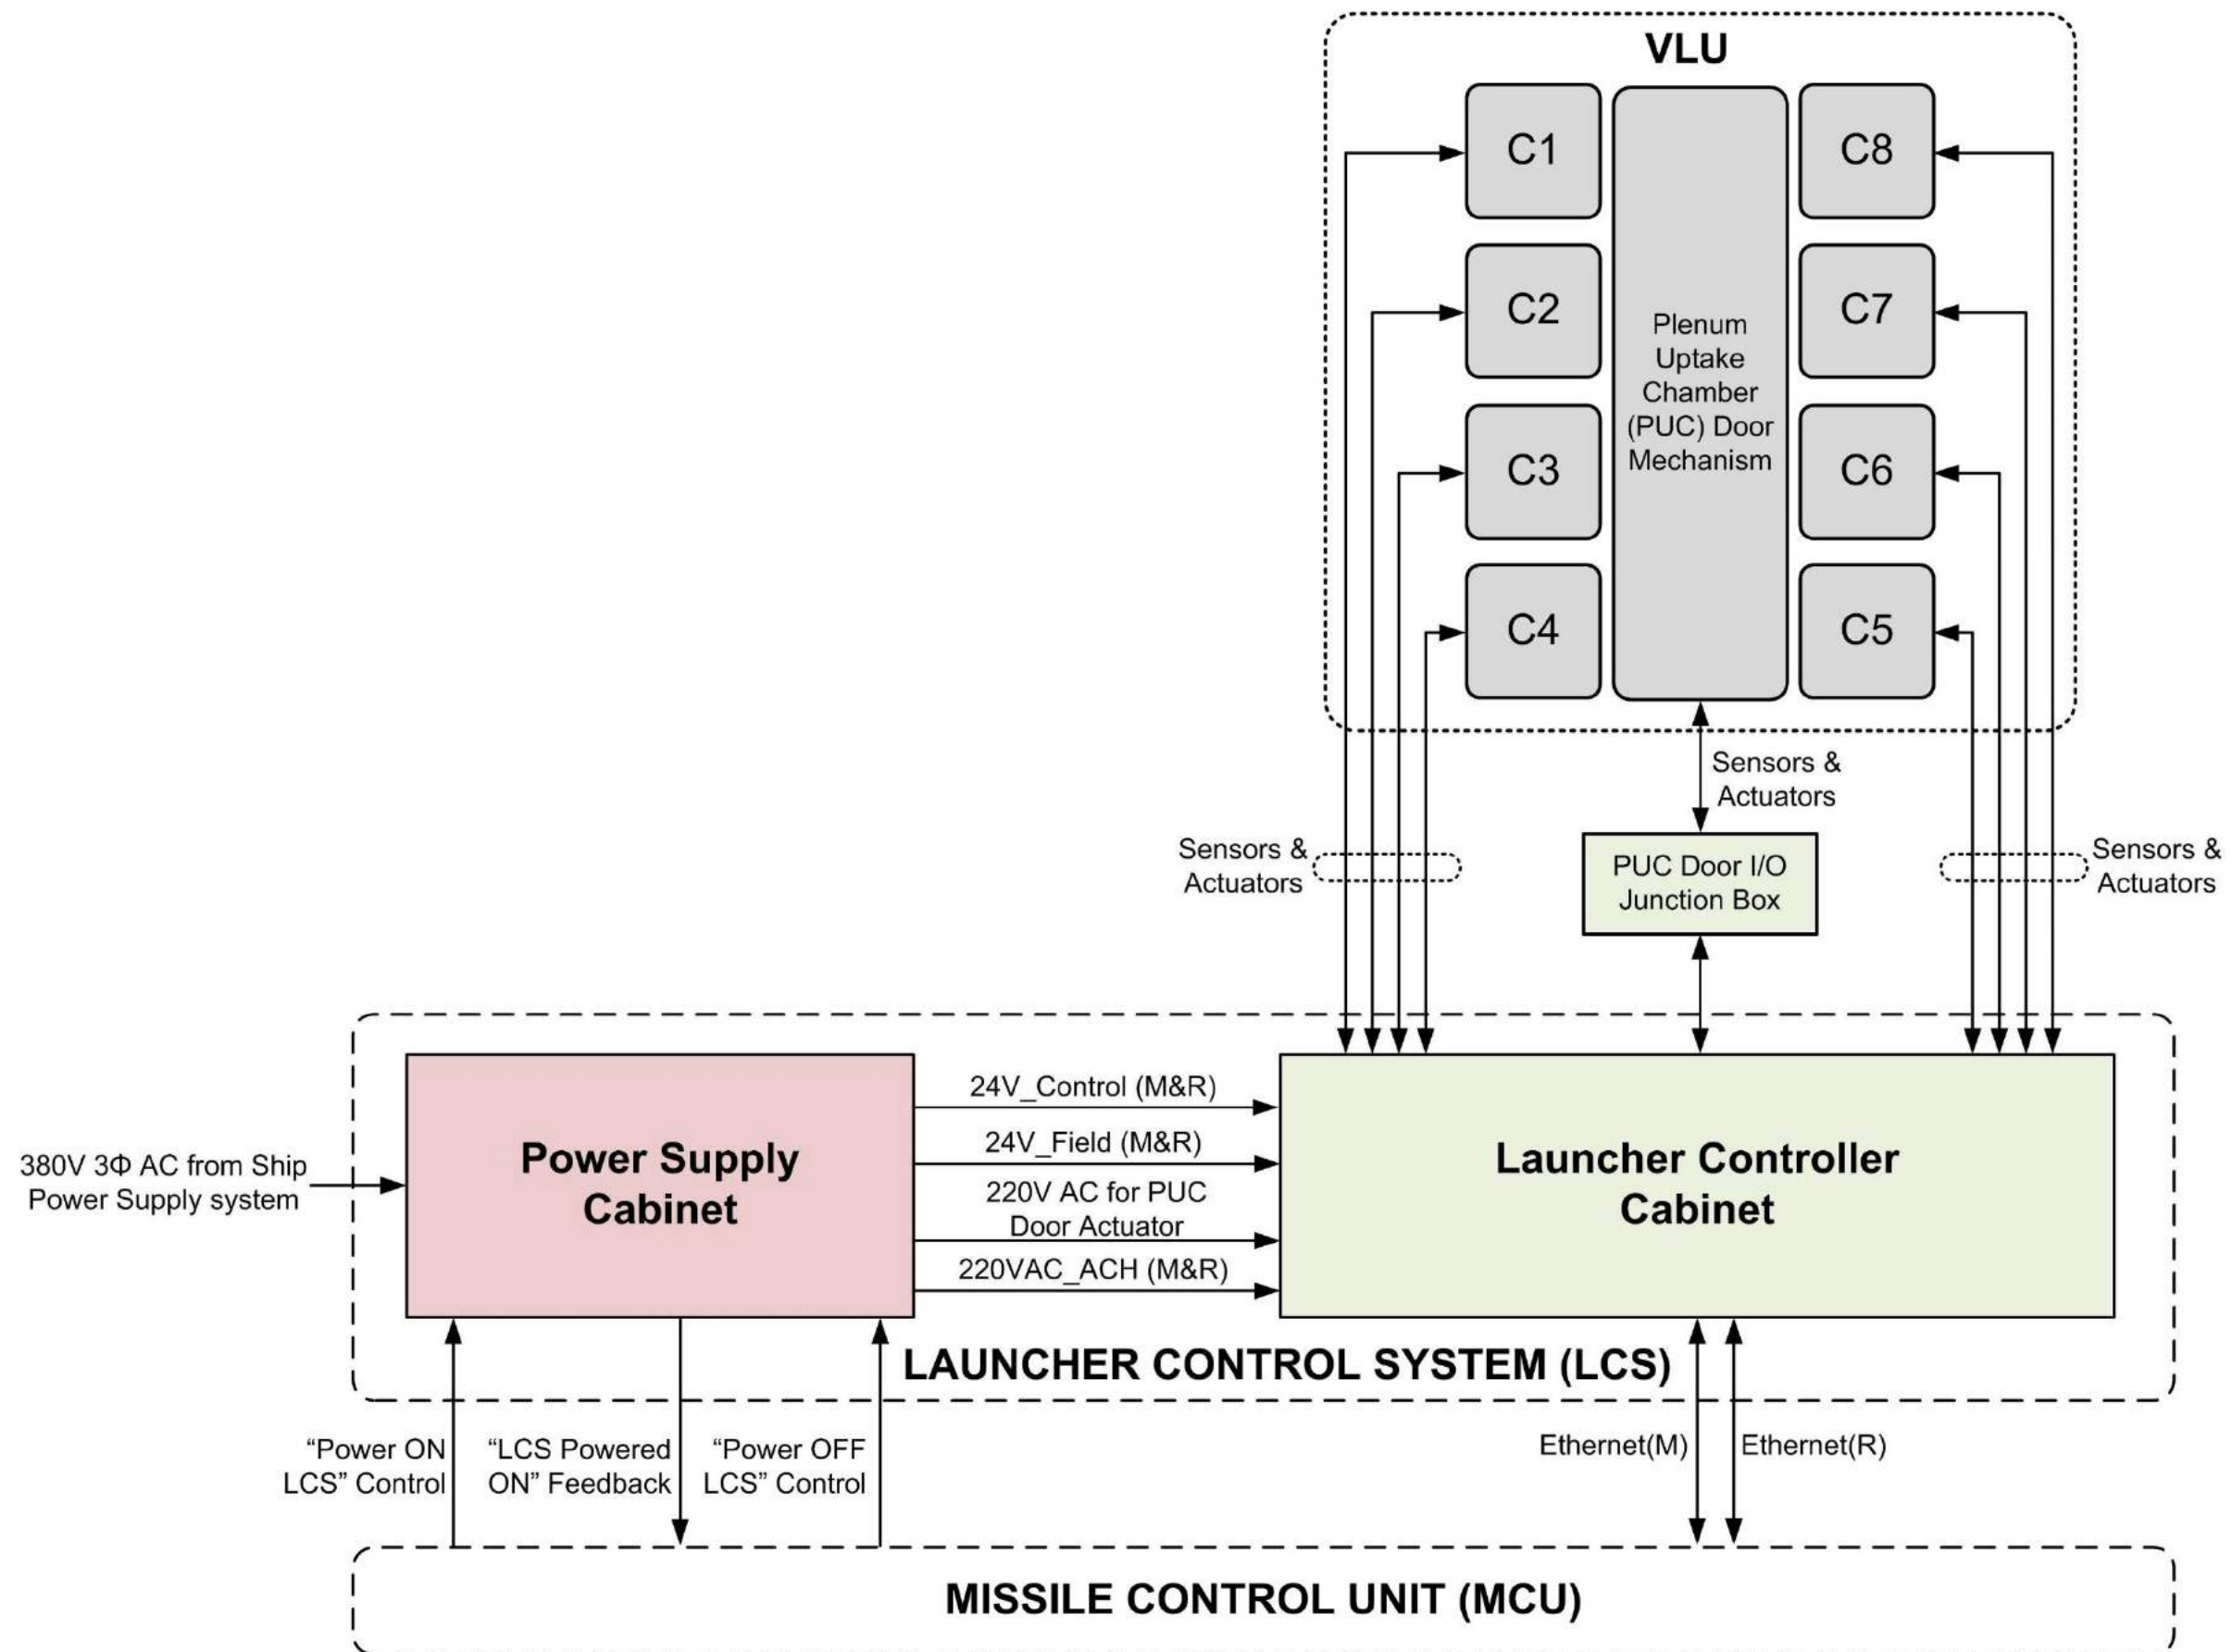 VLU
C1
C8
C2
C7
Plenum
Uptake
Chamber
(PUC) Door
Mechanism
C3
C6
C4
C5
Sensors &
Actuators
Sensors &
Actuators
PUC Door I/O
Junction Box
Sensors &
Actuators
380V 3Φ AC from Ship
Power Supply system
Power Supply
Cabinet
24V_Control (M&R)
24V_Field (M&R)
220V AC for PUC
Door Actuator
220VAC_ACH (M&R)
Launcher Controller
Cabinet
LAUNCHER CONTROL SYSTEM (LCS)
“Power ON
LCS” Control
“LCS Powered
ON” Feedback
“Power OFF
LCS” Control
Ethernet(M)
Ethernet(R)
MISSILE CONTROL UNIT (MCU)